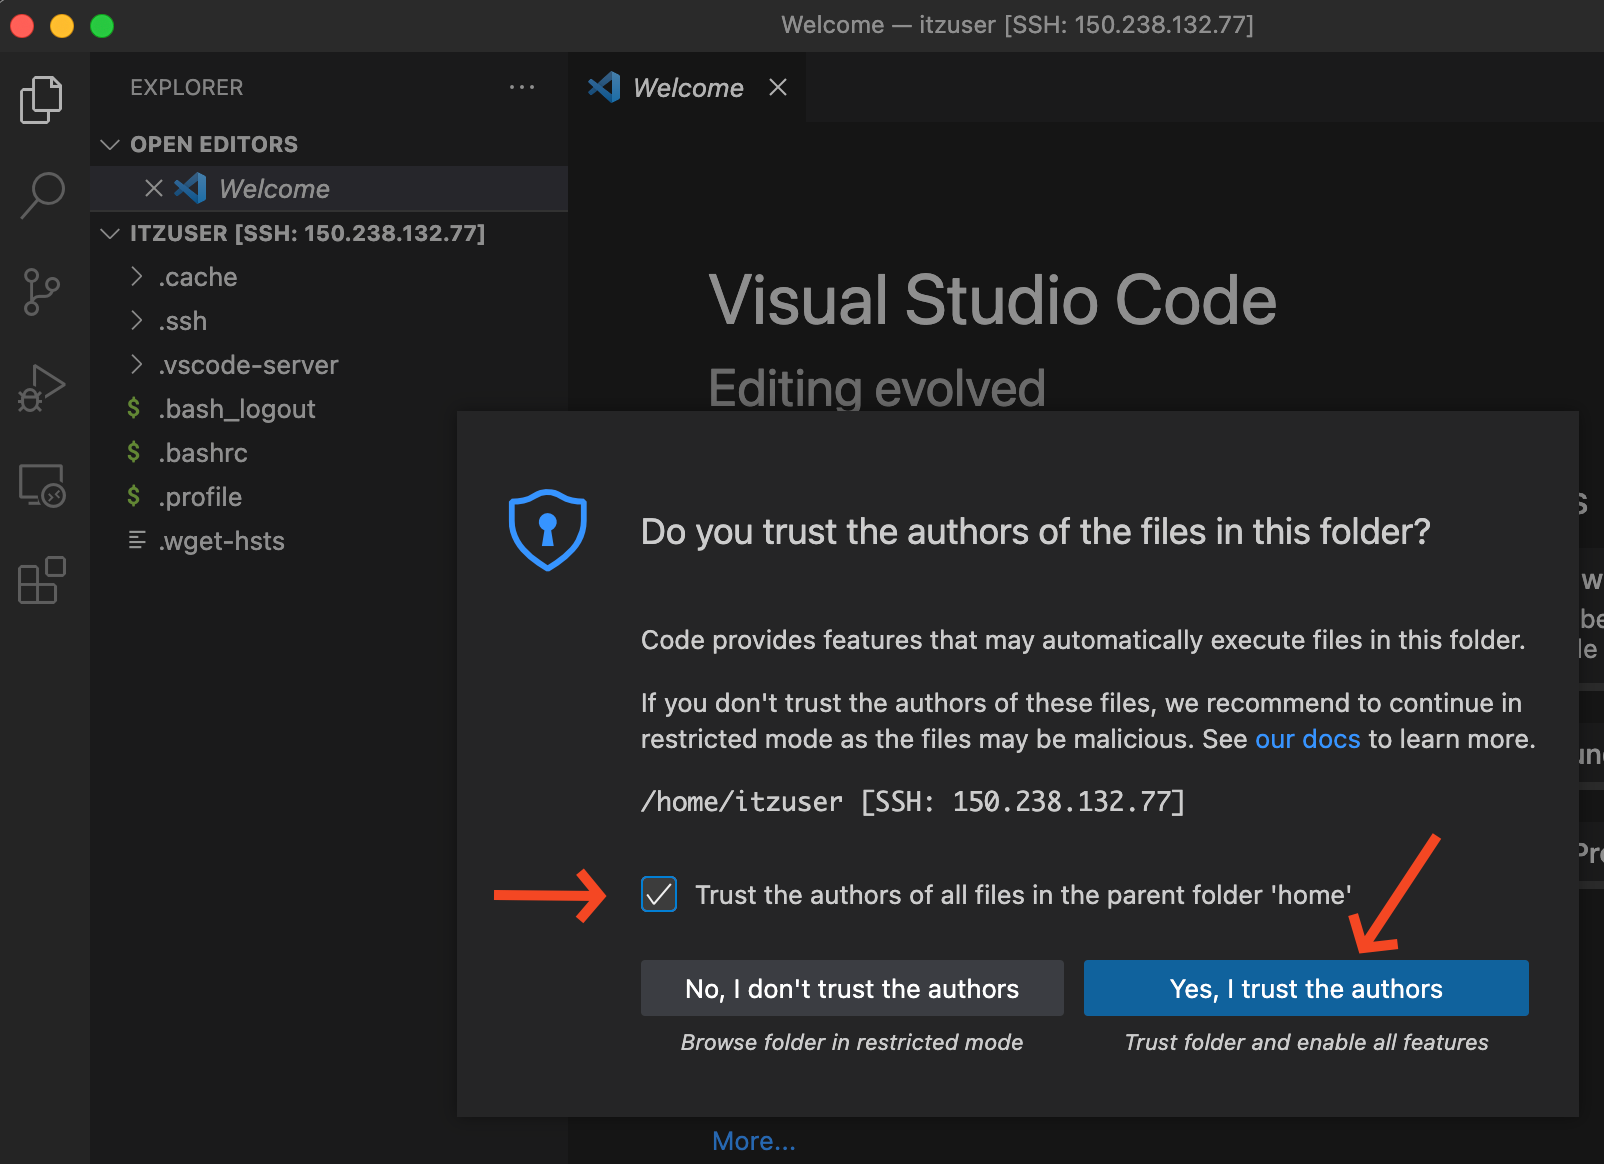 Welcome — itzuser [SSH: 150.238.132.77]
EXPLORER
Welcome
OPEN EDITORS
Welcome
ITZUSER [SSH: 150.238.132.77]
.cache
.ssh
.vscode-server
$ .bash_logout
$ .bashrc
$ .profile
.wget-hsts
Visual Studio Code
Editing evolved
Do you trust the authors of the files in this folder?
Code provides features that may automatically execute files in this folder.
If you don't trust the authors of these files, we recommend to continue in
restricted mode as the files may be malicious. See our docs to learn more.
/home/itzuser [SSH: 150.238.132.77]
Trust the authors of all files in the parent folder 'home'
No, I don't trust the authors
Yes, I trust the authors
Browse folder in restricted mode
Trust folder and enable all features
More...